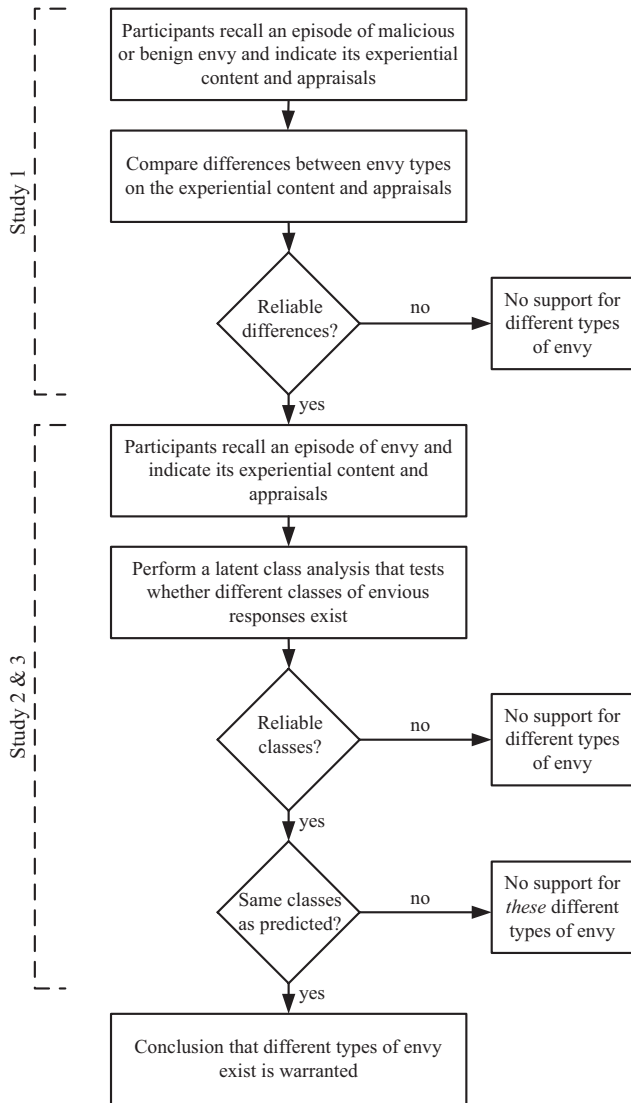 Study 1
Participants recall an episode of malicious
or benign envy and indicate its experiential
content and appraisals
Compare differences between envy types
on the experiential content and appraisals
Reliable
differences?
no
No support for
different types
of envy
yes
Study 2 & 3
Participants recall an episode of envy and
indicate its experiential content and
appraisals
Perform a latent class analysis that tests
whether different classes of envious
responses exist
Reliable
classes?
no
No support for
different types
of envy
yes
Same classes
as predicted?
no
No support for
these different
types of envy
yes
Conclusion that different types of envy
exist is warranted